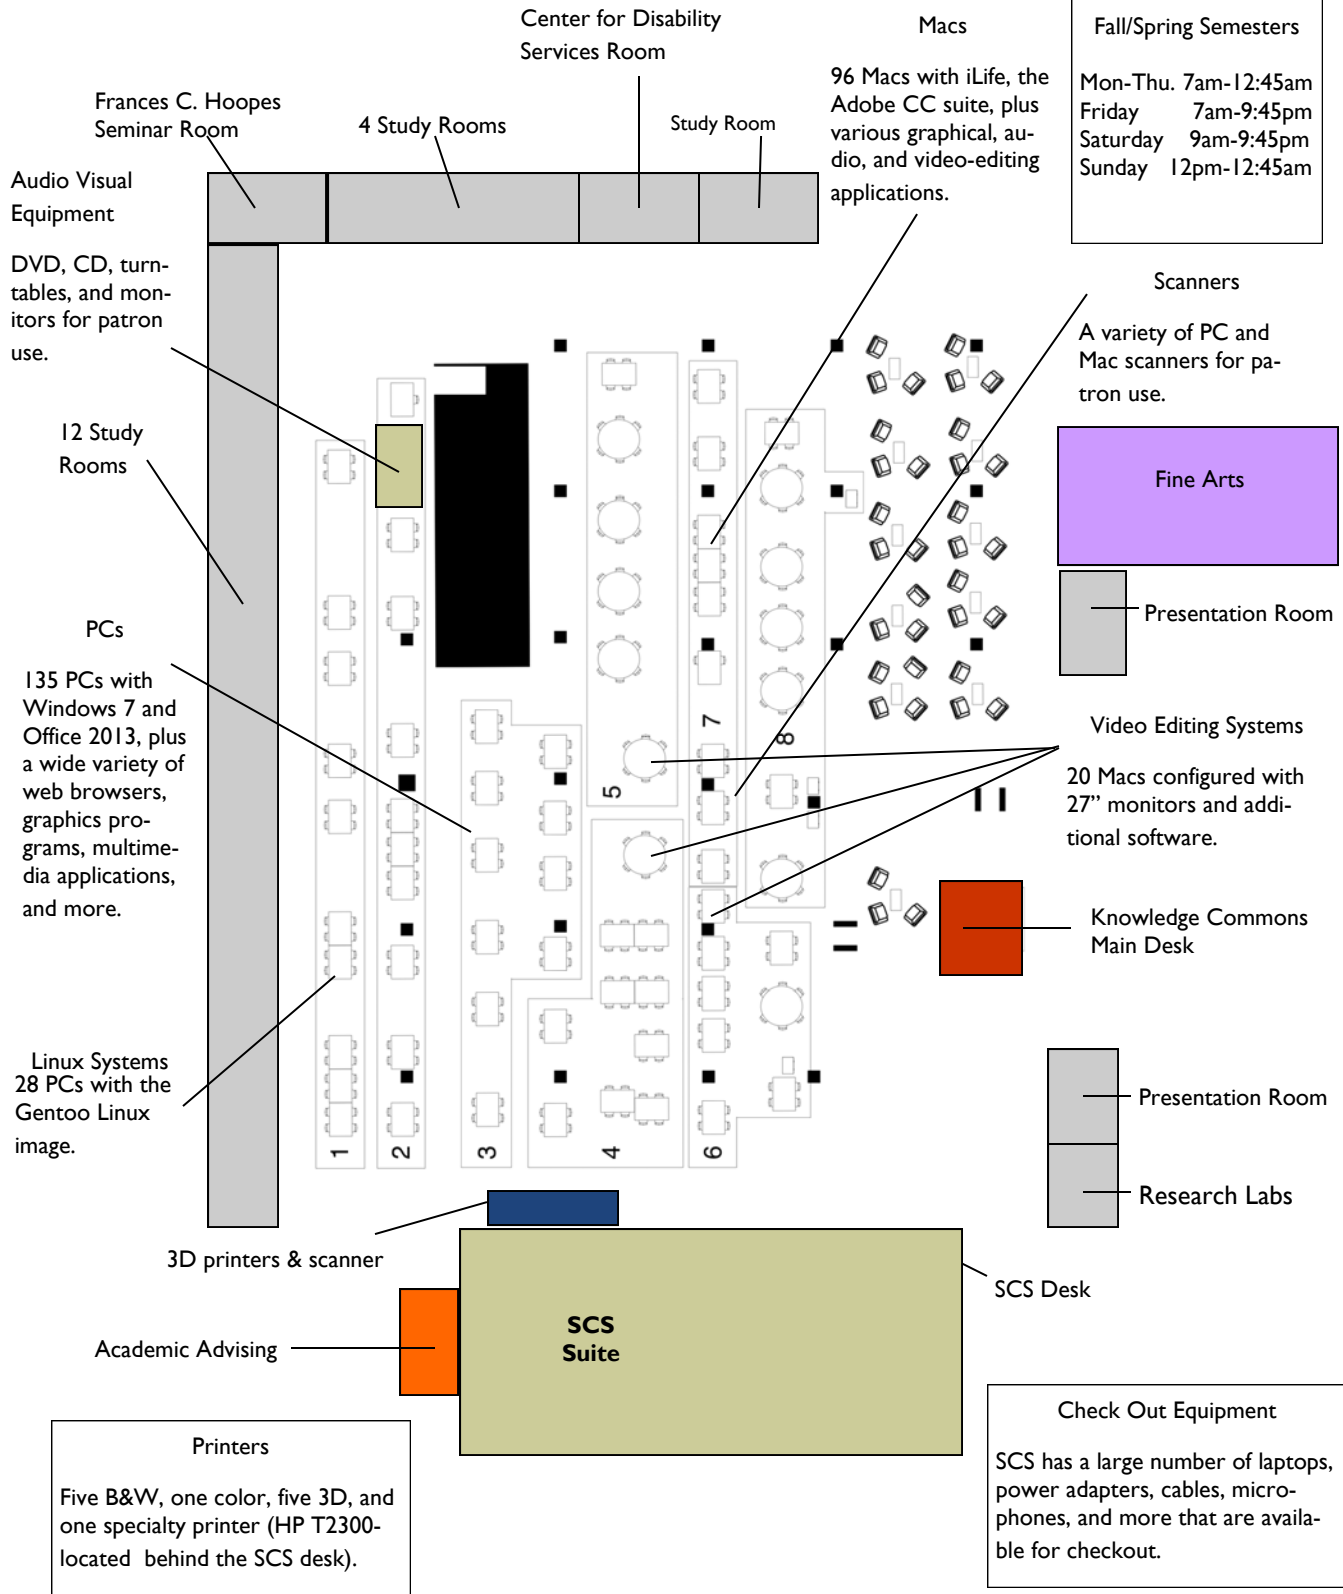 Center for Disability
Services Room
Macs
96 Macs with iLife, the
Adobe CC suite, plus
various graphical, au-
dio, and video-editing
applications.
Fall/Spring Semesters
Mon-Thu. 7am-12:45am
Friday 7am-9:45pm
Saturday 9am-9:45pm
Sunday 12pm-12:45am
Frances C. Hoopes
Seminar Room
4 Study Rooms
Study Room
Audio Visual
Equipment
DVD, CD, turn-
tables, and mon-
itors for patron
use.
Scanners
A variety of PC and
Mac scanners for pa-
tron use.
12 Study
Rooms
Fine Arts
Presentation Room
PCs
135 PCs with
Windows 7 and
Office 2013, plus
a wide variety of
web browsers,
graphics pro-
grams, multime-
dia applications,
and more.
7
8
5
Video Editing Systems
20 Macs configured with
27” monitors and addi-
tional software.
Knowledge Commons
Main Desk
Linux Systems
28 PCs with the
Gentoo Linux
image.
Presentation Room
Research Labs
1
2
3
4
6
3D printers & scanner
SCS Desk
Academic Advising
SCS
Suite
Printers
Five B&W, one color, five 3D, and
one specialty printer (HP T2300-
located behind the SCS desk).
Check Out Equipment
SCS has a large number of laptops,
power adapters, cables, micro-
phones, and more that are availa-
ble for checkout.